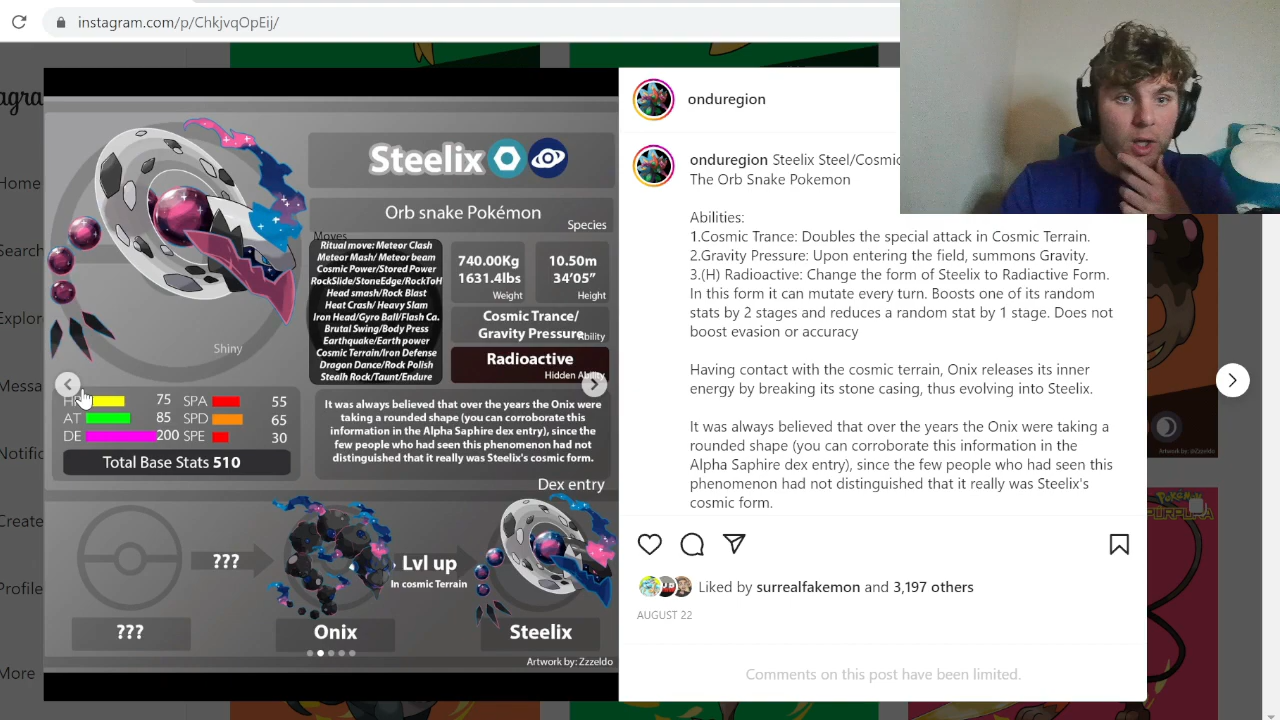 instagram.com/p/ChkjvqOpEij/
agra
Home
Search
Explor
Messa
Notific
Create
Profile
More
Steelix
Orb snake Pokémon
Species
Moves
Ritual move: Meteor Clash
Meteor Mash/ Meteor beam
Cosmic Power/Stored Power
RockSlide/StoneEdge/RockToH
Head smash/Rock Blast
Heat Crash/ Heavy Slam
Iron Head/Gyro Ball/Flash Ca.
Brutal Swing/Body Press
Earthquake/Earth power
Cosmic Terrain/Iron Defense
Dragon Dance/Rock Polish
Stealh Rock/Taunt/Endure
740.00Kg
1631.4lbs
Weight
10.50m
34'05"
Height
Cosmic Trance/
Gravity Pressure
Ability
Radioactive
Hidden Ability
Shiny
HP 75 SPA 55
AT 85 SPD 65
DE 200 SPE 30
Total Base Stats 510
It was always believed that over the years the Onix were
taking a rounded shape (you can corroborate this
information in the Alpha Saphire dex entry), since the
few people who had seen this phenomenon had not
distinguished that it really was Steelix's cosmic form.
Dex entry
???
Lvl up
In cosmic Terrain
???
Onix
Steelix
Artwork by: Zzzeldo
onduregion
onduregion Steelix Steel/Cosmic
The Orb Snake Pokemon
Abilities:
1.Cosmic Trance: Doubles the special attack in Cosmic Terrain.
2.Gravity Pressure: Upon entering the field, summons Gravity.
3.(H) Radioactive: Change the form of Steelix to Radiactive Form.
In this form it can mutate every turn. Boosts one of its random
stats by 2 stages and reduces a random stat by 1 stage. Does not
boost evasion or accuracy
Having contact with the cosmic terrain, Onix releases its inner
energy by breaking its stone casing, thus evolving into Steelix.
It was always believed that over the years the Onix were taking a
rounded shape (you can corroborate this information in the
Alpha Saphire dex entry), since the few people who had seen this
phenomenon had not distinguished that it really was Steelix's
cosmic form.
Liked by surrealfakemon and 3,197 others
AUGUST 22
Comments on this post have been limited.